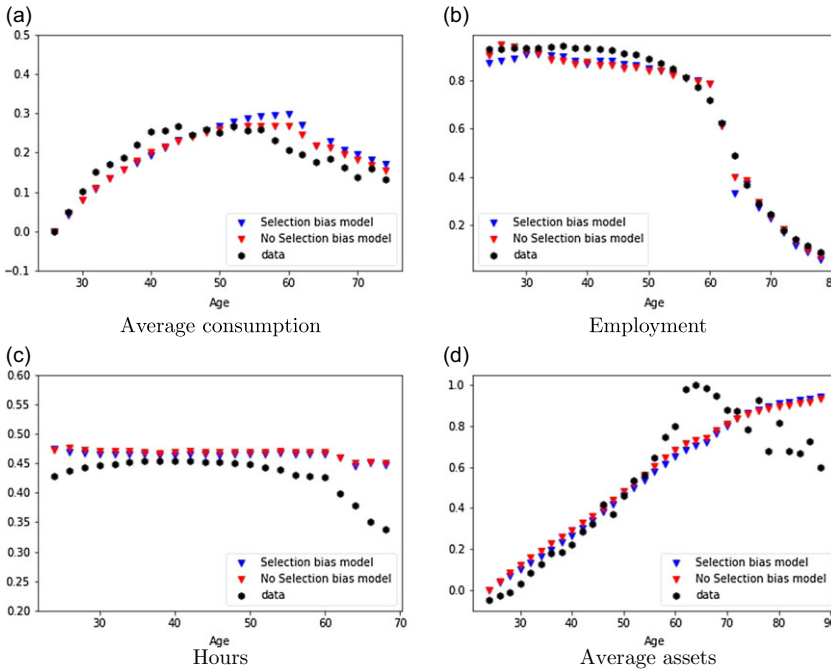 (a)
0.5
0.4
0.3
0.2
0.1
0.0
−0.1
30 40 50 60 70
Age
Selection bias model
No Selection bias model
data
Average consumption
(b)
0.8
0.6
0.4
0.2
30 40 50 60 70 80
Age
Selection bias model
No Selection bias model
data
Employment
(c)
0.60
0.55
0.50
0.45
0.40
0.35
0.30
0.25
0.20
30 40 50 60 70
Age
Selection bias model
No Selection bias model
data
Hours
(d)
1.0
0.8
0.6
0.4
0.2
0.0
30 40 50 60 70 80 90
Age
Selection bias model
No Selection bias model
data
Average assets